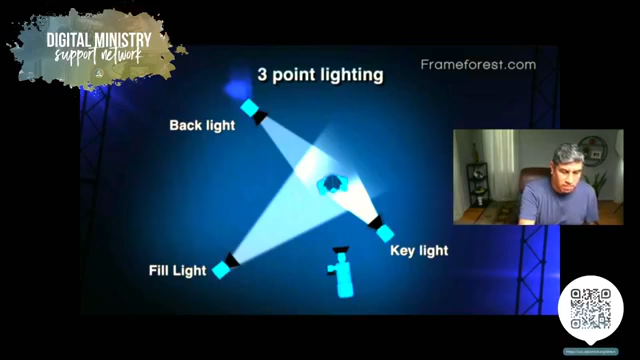 DIGITAL MINISTRY
support network
3 point lighting
Frameforest.com
Back light
Key light
Fill Light